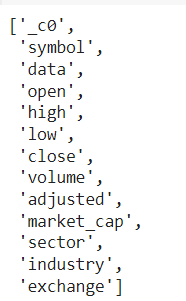 ['_c0',
'symbol',
'data',
'open',
'high',
'low',
'close',
'volume',
'adjusted',
'market_cap',
'sector',
'industry',
'exchange']